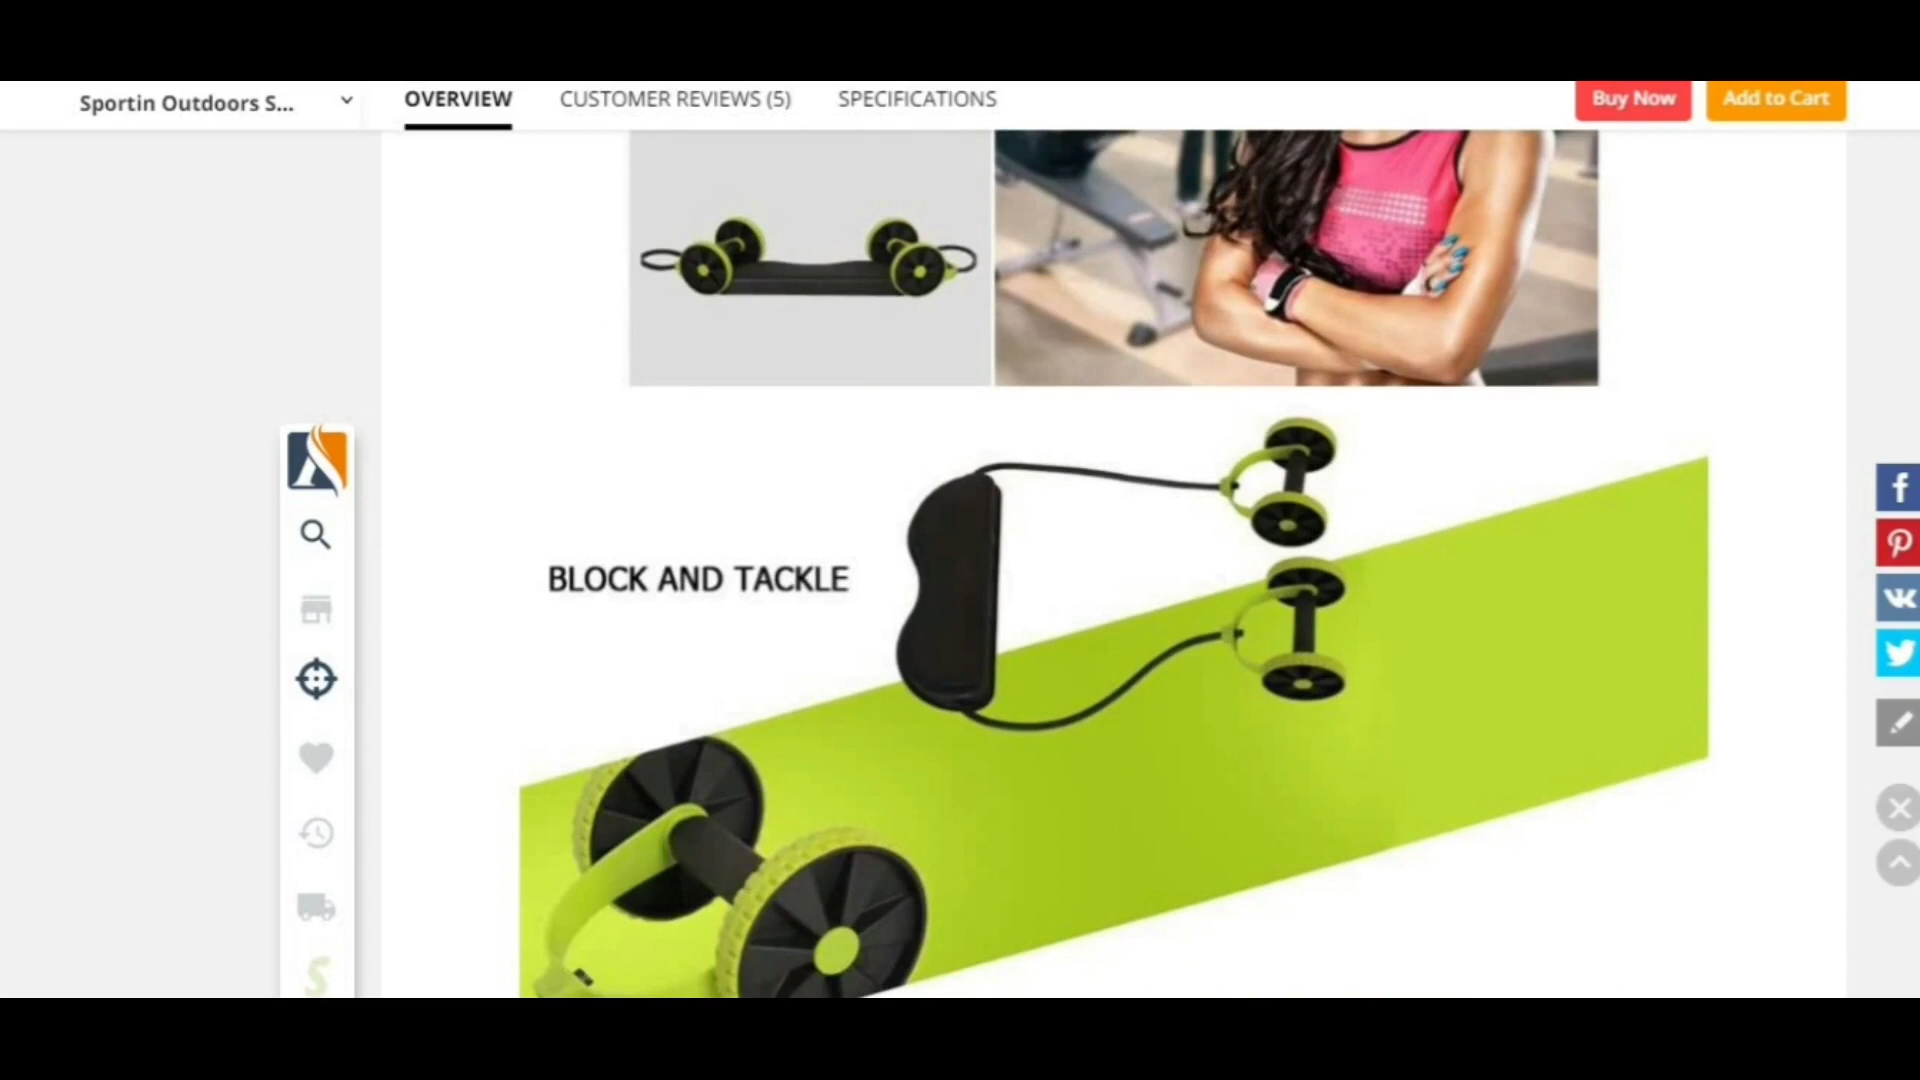 Sportin Outdoors S...
OVERVIEW
CUSTOMER REVIEWS (5)
SPECIFICATIONS
Buy Now
Add to Cart
BLOCK AND TACKLE